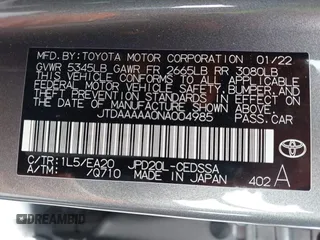 MFD. BY: TOYOTA MOTOR CORPORATION 01/22
GVWR 5345LB GAWR FR 2665LB RR 3080LB
THIS VEHICLE CONFORMS TO ALL APPLICABLE
FEDERAL MOTOR VEHICLE SAFETY, BUMPER, AND
THEFT PREVENTION STANDARDS IN EFFECT ON THE
DATE OF MANUFACTURE SHOWN ABOVE.
JTDAAAAA0NA004985 PASS.CAR
TOYOTA
C/TR: 1L5/EA20 JPD20L-CEDSSA
A/TM: /Q710 MADE IN JAPAN 402 A
DREAMBID